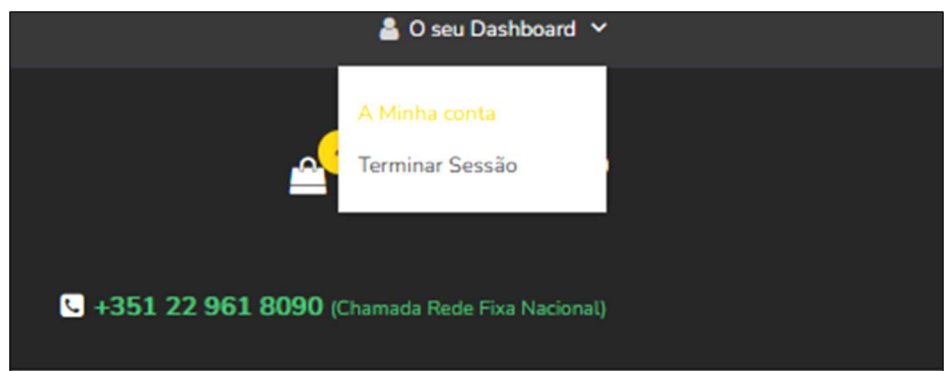 O seu Dashboard
A Minha conta
Terminar Sessão
+351 22 961 8090 (Chamada Rede Fixa Nacional)